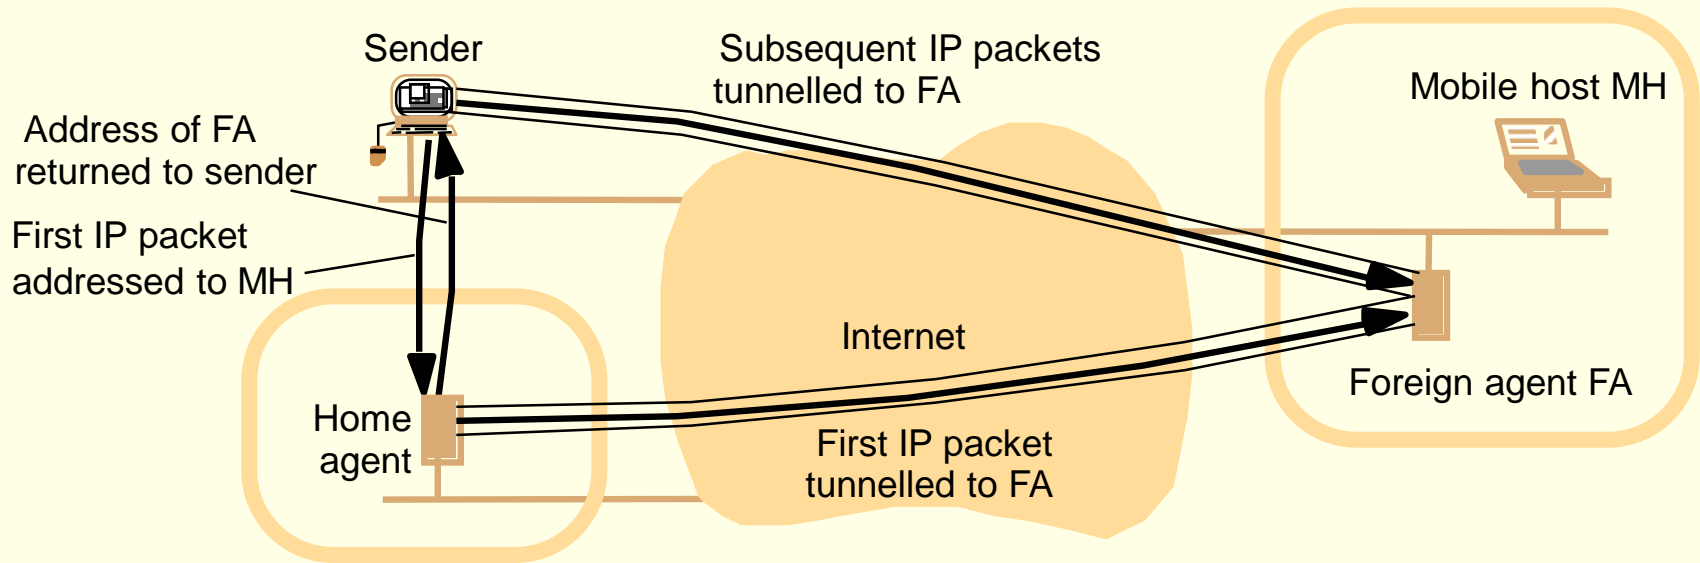 Sender
Subsequent IP packets
tunnelled to FA
Mobile host MH
Address of FA
returned to sender
First IP packet
addressed to MH
Internet
Foreign agent FA
Home
agent
First IP packet
tunnelled to FA